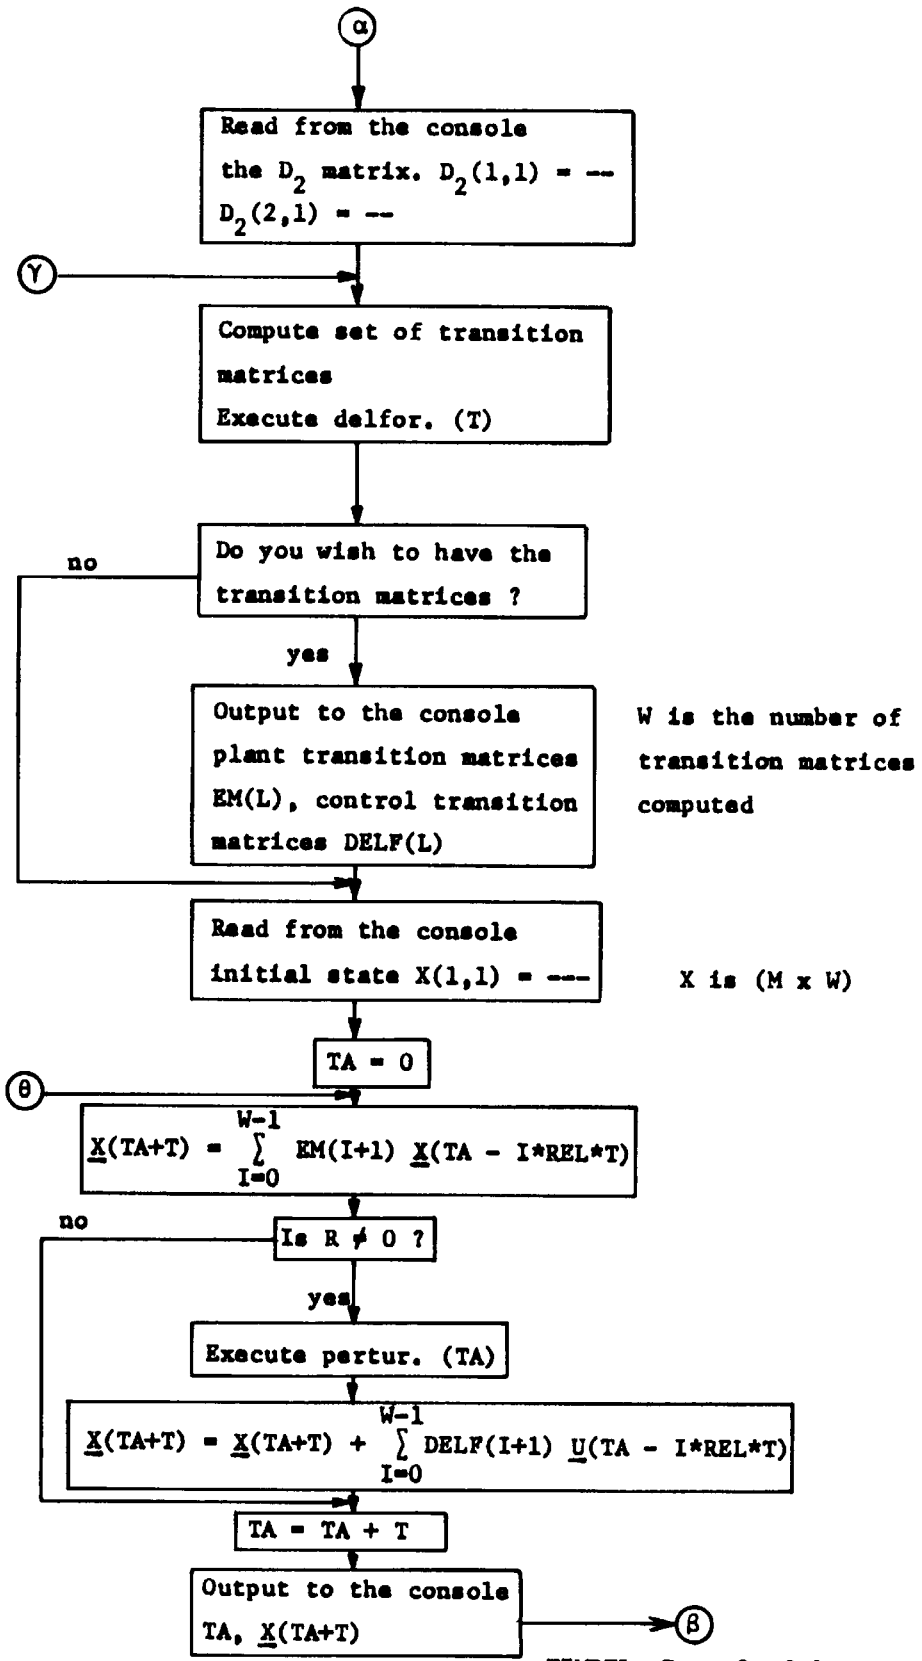 α
Read from the console
the D₂ matrix. D₂(1,1) = --
D₂(2,1) = --
γ
Compute set of transition
matrices
Execute delfor. (T)
Do you wish to have the
transition matrices ?
no
yes
Output to the console
plant transition matrices
EM(L), control transition
matrices DELF(L)
W is the number of
transition matrices
computed
Read from the console
initial state X(1,1) = ---
X is (M x W)
TA = 0
θ
W-1
X(TA+T) = ∑ EM(I+1) X(TA - I*REL*T)
I=0
no
Is R ≠ 0 ?
yes
Execute pertur. (TA)
W-1
X(TA+T) = X(TA+T) + ∑ DELF(I+1) U(TA - I*REL*T)
I=0
TA = TA + T
Output to the console
TA, X(TA+T)
β